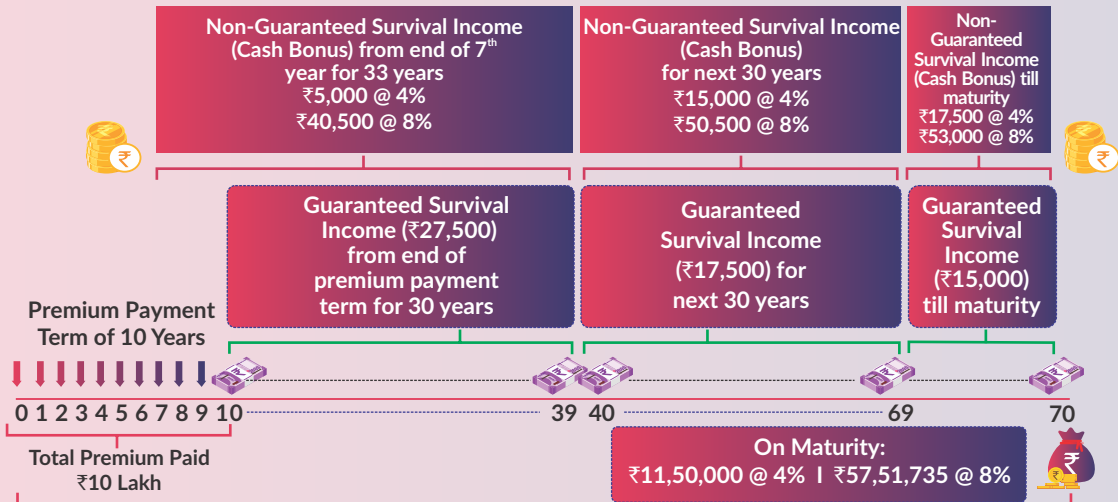 Non-Guaranteed Survival Income
(Cash Bonus) from end of 7th
year for 33 years
₹5,000 @ 4%
₹40,500 @ 8%
Non-Guaranteed Survival Income
(Cash Bonus)
for next 30 years
₹15,000 @ 4%
₹50,500 @ 8%
Non-
Guaranteed
Survival Income
(Cash Bonus) till
maturity
₹17,500 @ 4%
₹53,000 @ 8%
₹
₹
Guaranteed Survival
Income (₹27,500)
from end of
premium payment
term for 30 years
Guaranteed
Survival Income
(₹17,500) for
next 30 years
Guaranteed
Survival
Income
(₹15,000)
till maturity
Premium Payment
Term of 10 Years
0 1 2 3 4 5 6 7 8 9 10 39 40 69 70
Total Premium Paid
₹10 Lakh
On Maturity:
₹11,50,000 @ 4% I ₹57,51,735 @ 8%
₹